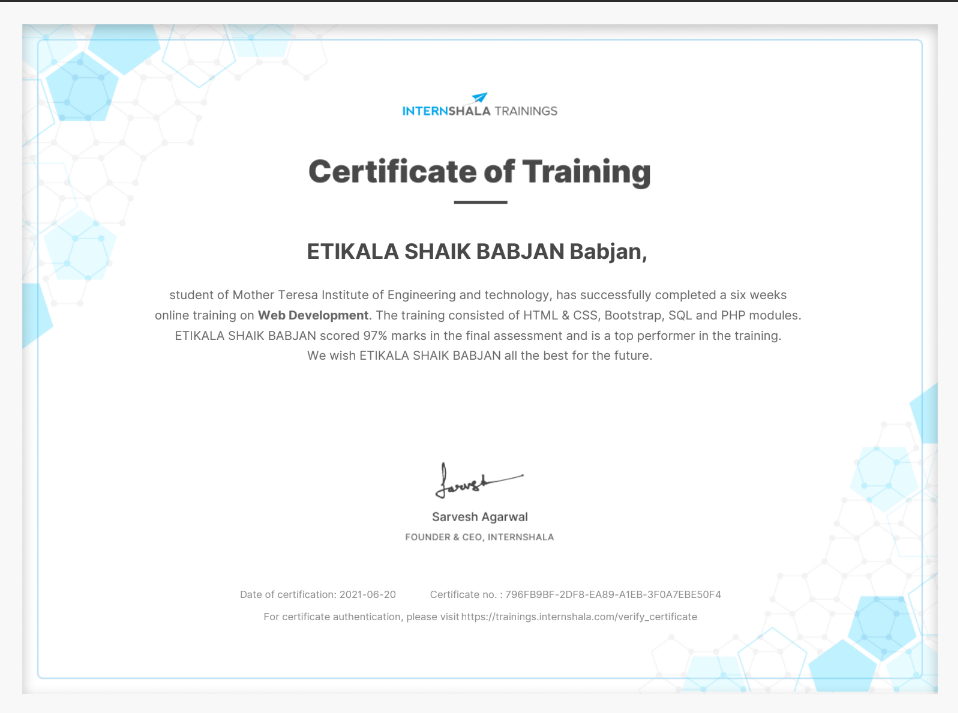 INTERNSHALA TRAININGS
Certificate of Training
ETIKALA SHAIK BABJAN Babjan,
student of Mother Teresa Institute of Engineering and technology, has successfully completed a six weeks
online training on Web Development. The training consisted of HTML & CSS, Bootstrap, SQL and PHP modules.
ETIKALA SHAIK BABJAN scored 97% marks in the final assessment and is a top performer in the training.
We wish ETIKALA SHAIK BABJAN all the best for the future.
Sarvesh
Sarvesh Agarwal
FOUNDER & CEO, INTERNSHALA
Date of certification: 2021-06-20 Certificate no. : 796FB9BF-2DF8-EA89-A1EB-3F0A7EBE50F4
For certificate authentication, please visit https://trainings.internshala.com/verify_certificate